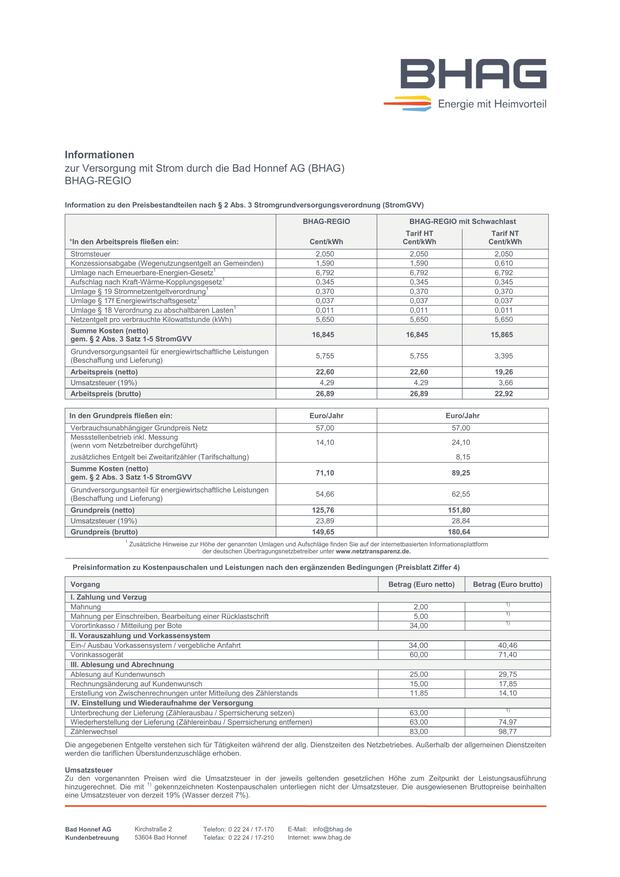 BHAG
Energie mit Heimvorteil
Informationen
zur Versorgung mit Strom durch die Bad Honnef AG (BHAG)
BHAG-REGIO
Information zu den Preisbestandteilen nach § 2 Abs. 3 Stromgrundversorgungsverordnung (StromGVV)
BHAG-REGIO BHAG-REGIO mit Schwachlast
Tarif HT Tarif NT
°In den Arbeitspreis fließen ein: Cent/kWh Cent/kWh Cent/kWh
Stromsteuer 2,050 2,050 2,050
Konzessionsabgabe (Wegenutzungsentgelt an Gemeinden) 1,590 1,590 0,610
Umlage nach Erneuerbare-Energien-Gesetz¹ 6,792 6,792 6,792
Aufschlag nach Kraft-Wärme-Kopplungsgesetz¹ 0,345 0,345 0,345
Umlage § 19 Stromnetzentgeltverordnung¹ 0,370 0,370 0,370
Umlage § 17f Energiewirtschaftsgesetz¹ 0,037 0,037 0,037
Umlage § 18 Verordnung zu abschaltbaren Lasten¹ 0,011 0,011 0,011
Netzentgelt pro verbrauchte Kilowattstunde (kWh) 5,650 5,650 5,650
Summe Kosten (netto)
gem. § 2 Abs. 3 Satz 1-5 StromGVV 16,845 16,845 15,865
Grundversorgungsanteil für energiewirtschaftliche Leistungen
(Beschaffung und Lieferung) 5,755 5,755 3,395
Arbeitspreis (netto) 22,60 22,60 19,26
Umsatzsteuer (19%) 4,29 4,29 3,66
Arbeitspreis (brutto) 26,89 26,89 22,92
In den Grundpreis fließen ein: Euro/Jahr Euro/Jahr
Verbrauchsunabhängiger Grundpreis Netz 57,00 57,00
Messstellenbetrieb inkl. Messung
(wenn vom Netzbetreiber durchgeführt) 14,10 24,10
zusätzliches Entgelt bei Zweitarifzähler (Tarifschaltung) 8,15
Summe Kosten (netto)
gem. § 2 Abs. 3 Satz 1-5 StromGVV 71,10 89,25
Grundversorgungsanteil für energiewirtschaftliche Leistungen
(Beschaffung und Lieferung) 54,66 62,55
Grundpreis (netto) 125,76 151,80
Umsatzsteuer (19%) 23,89 28,84
Grundpreis (brutto) 149,65 180,64
¹ Zusätzliche Hinweise zur Höhe der genannten Umlagen und Aufschläge finden Sie auf der internetbasierten Informationsplattform
der deutschen Übertragungsnetzbetreiber unter www.netztransparenz.de.
Preisinformation zu Kostenpauschalen und Leistungen nach den ergänzenden Bedingungen (Preisblatt Ziffer 4)
Vorgang Betrag (Euro netto) Betrag (Euro brutto)
I. Zahlung und Verzug
Mahnung 2,00 ¹⁾
Mahnung per Einschreiben, Bearbeitung einer Rücklastschrift 5,00 ¹⁾
Vorortinkasso / Mitteilung per Bote 34,00 ¹⁾
II. Vorauszahlung und Vorkassensystem
Ein-/ Ausbau Vorkassensystem / vergebliche Anfahrt 34,00 40,46
Vorinkassogerät 60,00 71,40
III. Ablesung und Abrechnung
Ablesung auf Kundenwunsch 25,00 29,75
Rechnungsänderung auf Kundenwunsch 15,00 17,85
Erstellung von Zwischenrechnungen unter Mitteilung des Zählerstands 11,85 14,10
IV. Einstellung und Wiederaufnahme der Versorgung
Unterbrechung der Lieferung (Zählerausbau / Sperrsicherung setzen) 63,00 ¹⁾
Wiederherstellung der Lieferung (Zählereinbau / Sperrsicherung entfernen) 63,00 74,97
Zählerwechsel 83,00 98,77
Die angegebenen Entgelte verstehen sich für Tätigkeiten während der allg. Dienstzeiten des Netzbetriebes. Außerhalb der allgemeinen Dienstzeiten
werden die tariflichen Überstundenzuschläge erhoben.
Umsatzsteuer
Zu den vorgenannten Preisen wird die Umsatzsteuer in der jeweils geltenden gesetzlichen Höhe zum Zeitpunkt der Leistungsausführung
hinzugerechnet. Die mit ¹⁾ gekennzeichneten Kostenpauschalen unterliegen nicht der Umsatzsteuer. Die ausgewiesenen Bruttopreise beinhalten
eine Umsatzsteuer von derzeit 19% (Wasser derzeit 7%).
Bad Honnef AG Kirchstraße 2 Telefon: 0 22 24 / 17-170 E-Mail: info@bhag.de
Kundenbetreuung 53604 Bad Honnef Telefax: 0 22 24 / 17-210 Internet: www.bhag.de